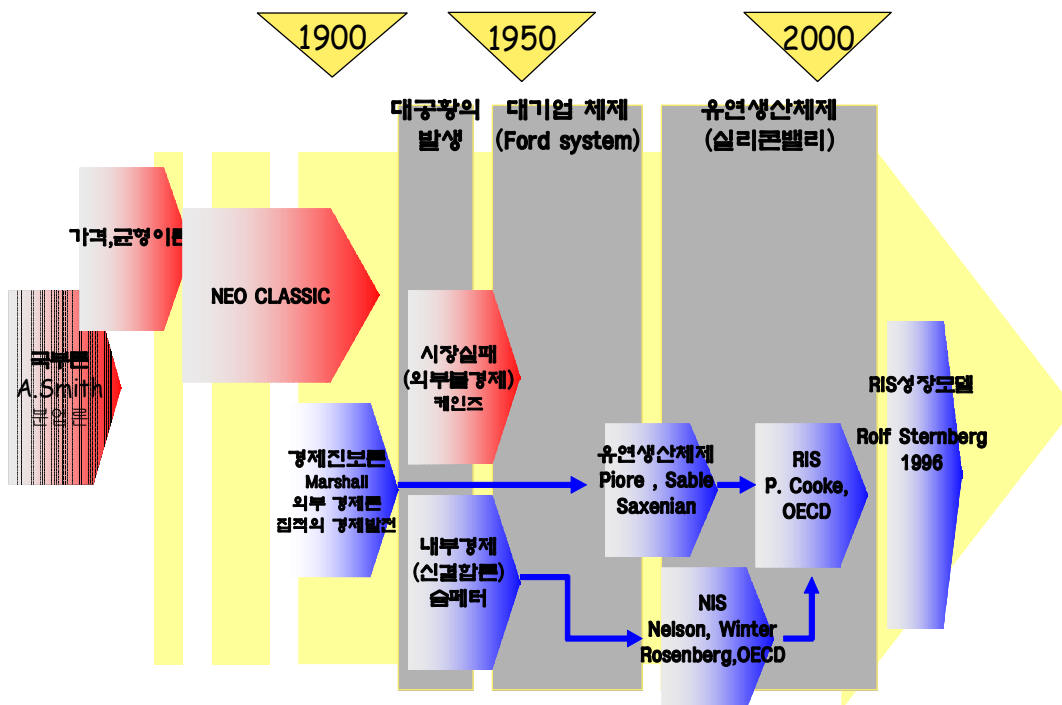 1900
1950
2000
대공황의
발생
대기업 체제
(Ford system)
유연생산체제
(실리콘밸리)
가격,균형이론
NEO CLASSIC
국부론
A.Smith
분업론
시장실패
(외부불경제)
케인즈
경제진보론
Marshall
외부 경제론
집적의 경제발전
내부경제
(신결합론)
슘페터
유연생산체제
Piore , Sable
Saxenian
RIS
P. Cooke,
OECD
NIS
Nelson, Winter
Rosenberg,OECD
RIS성장모델
Rolf Sternberg
1996